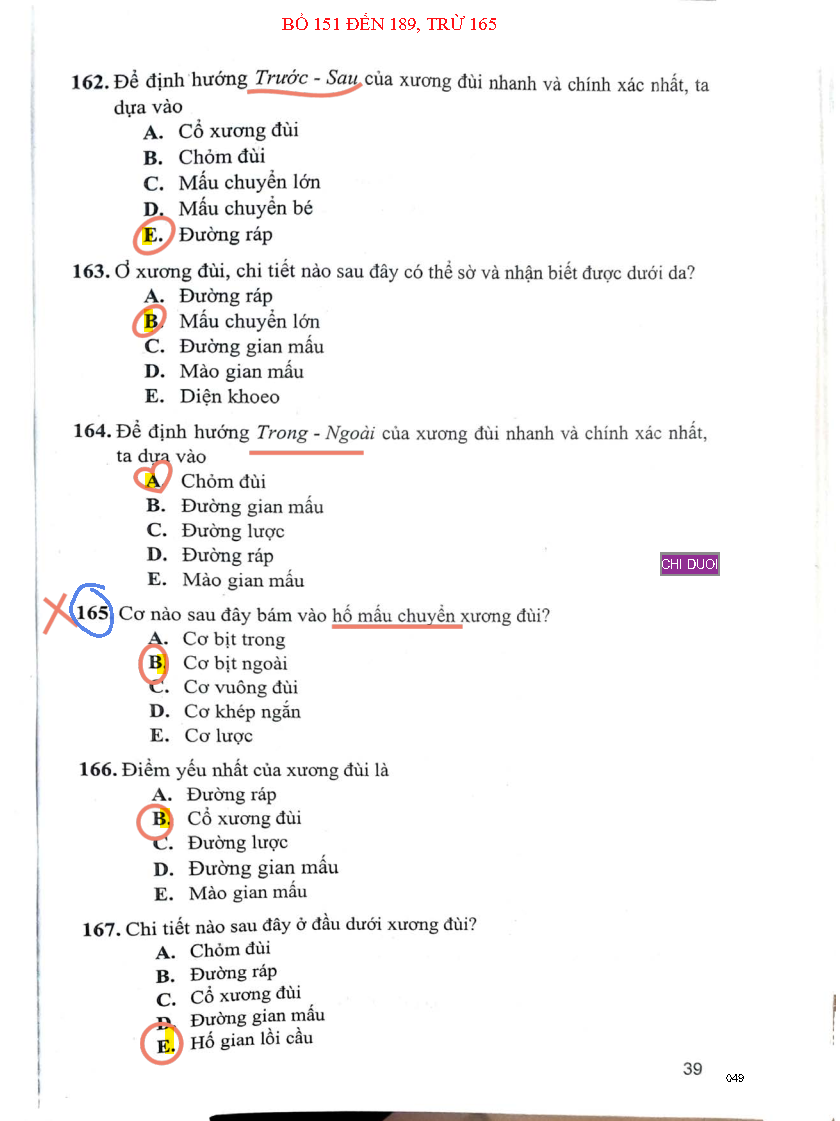 BỎ 151 ĐẾN 189, TRỪ 165
162. Để định hướng Trước - Sau của xương đùi nhanh và chính xác nhất, ta
dựa vào
A. Cổ xương đùi
B. Chỏm đùi
C. Mấu chuyển lớn
D. Mấu chuyển bé
E. Đường ráp
163. Ở xương đùi, chi tiết nào sau đây có thể sờ và nhận biết được dưới da?
A. Đường ráp
B. Mấu chuyển lớn
C. Đường gian mấu
D. Mào gian mấu
E. Diện khoeo
164. Để định hướng Trong - Ngoài của xương đùi nhanh và chính xác nhất,
ta dựa vào
A. Chỏm đùi
B. Đường gian mấu
C. Đường lược
D. Đường ráp
E. Mào gian mấu
CHI DUOI
165. Cơ nào sau đây bám vào hố mấu chuyển xương đùi?
A. Cơ bịt trong
B. Cơ bịt ngoài
C. Cơ vuông đùi
D. Cơ khép ngắn
E. Cơ lược
166. Điểm yếu nhất của xương đùi là
A. Đường ráp
B. Cổ xương đùi
C. Đường lược
D. Đường gian mấu
E. Mào gian mấu
167. Chi tiết nào sau đây ở đầu dưới xương đùi?
A. Chỏm đùi
B. Đường ráp
C. Cổ xương đùi
D. Đường gian mấu
E. Hố gian lồi cầu
39
049